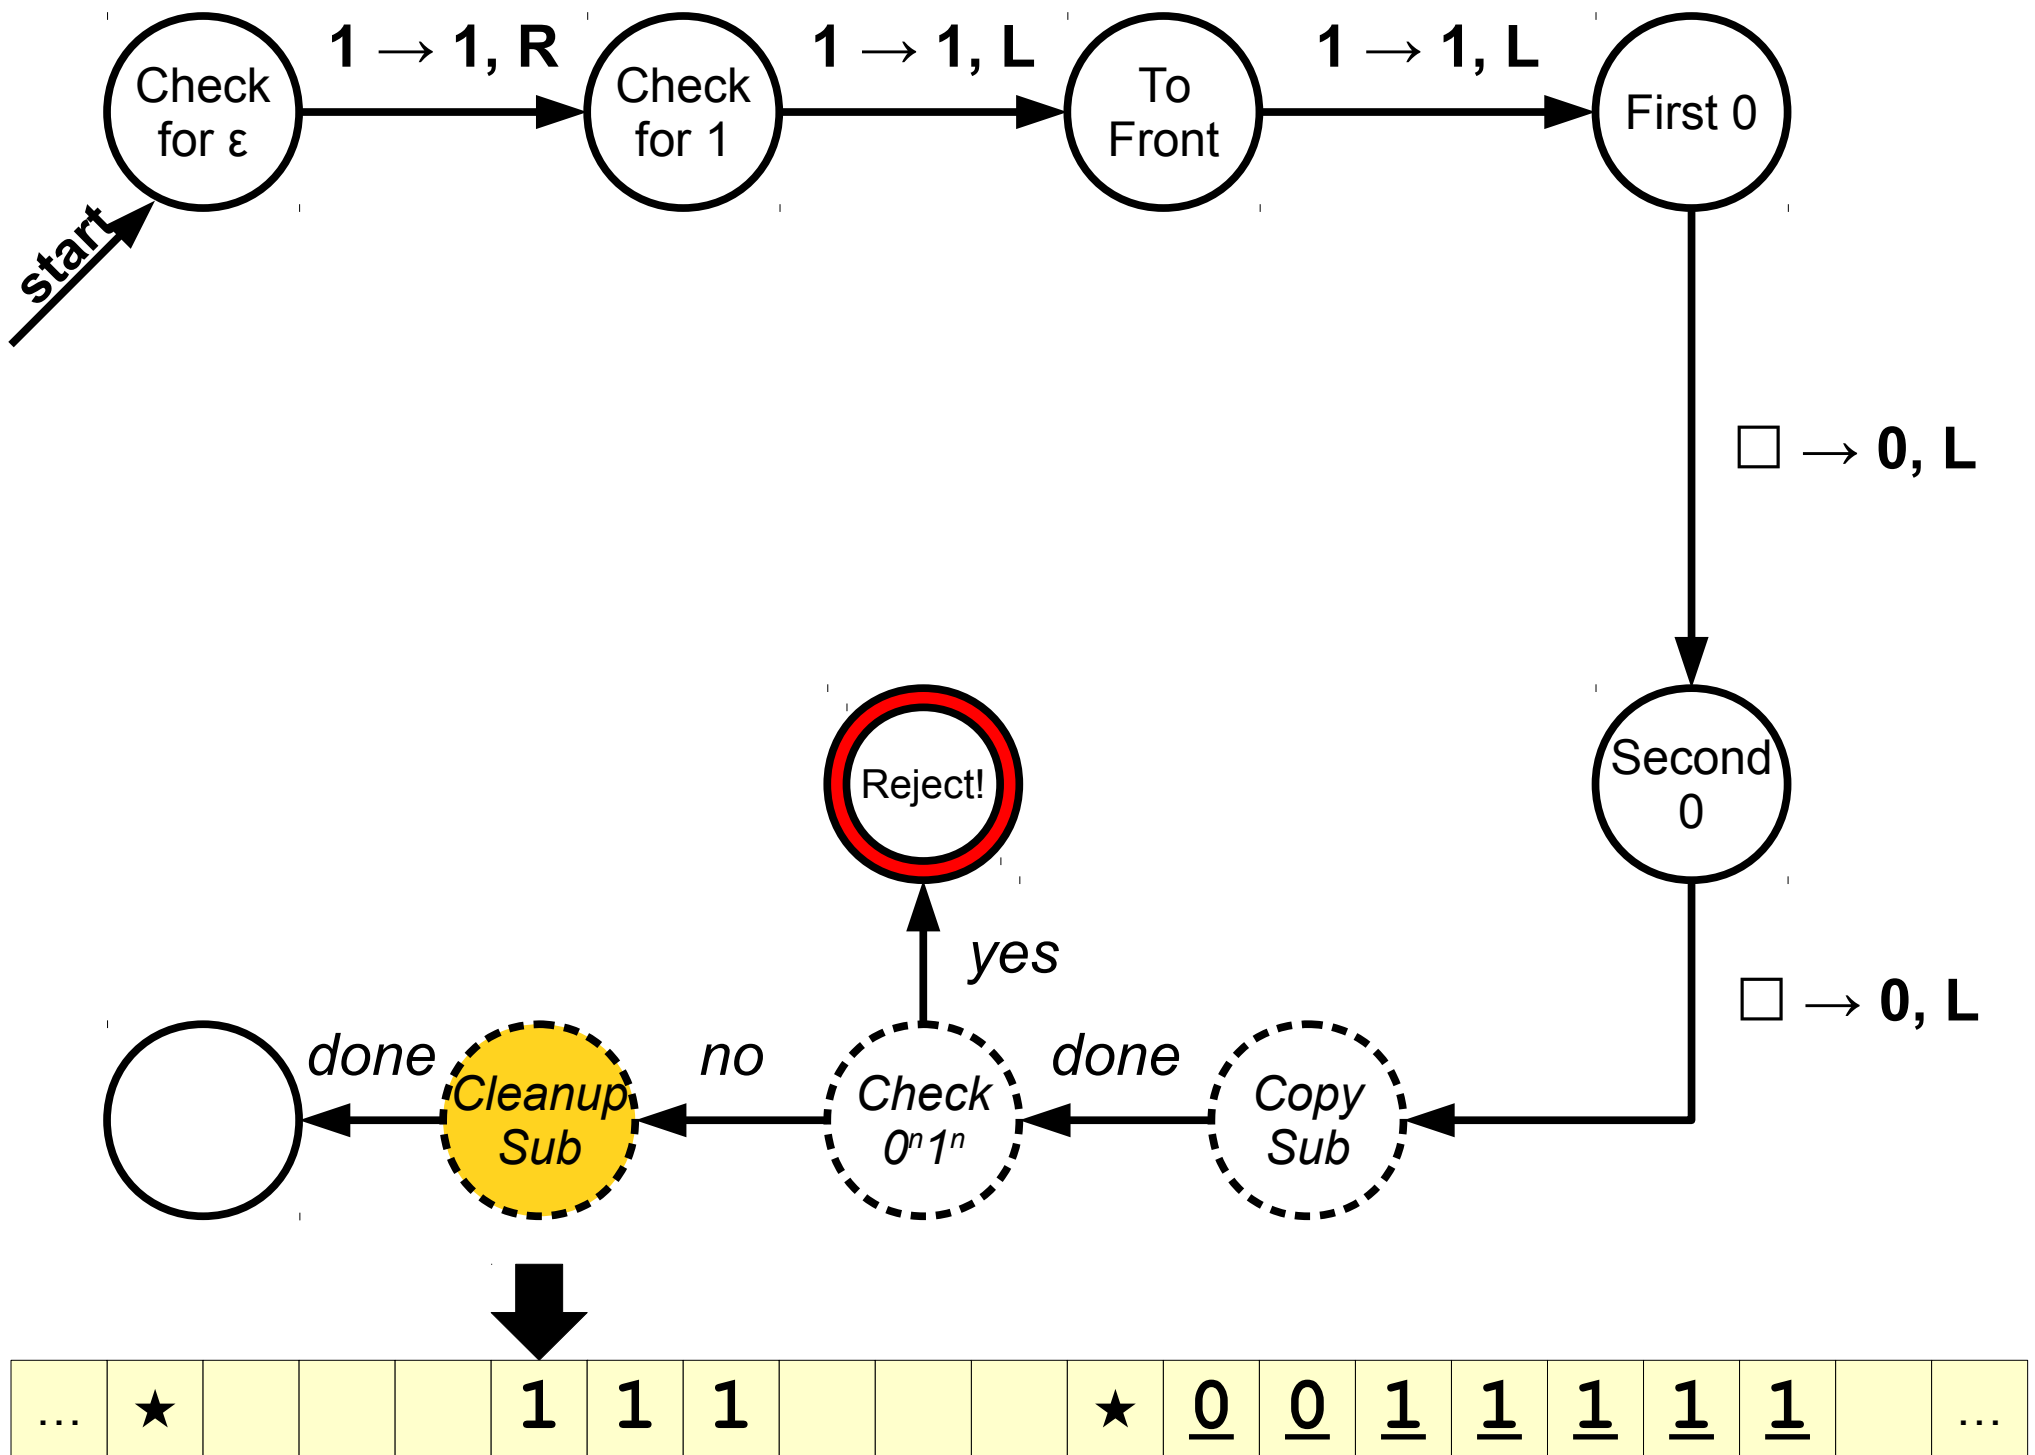 1 → 1, R
1 → 1, L
1 → 1, L
Check
for ε
Check
for 1
To
Front
First 0
start
□ → 0, L
Reject!
Second
0
yes
□ → 0, L
done
no
done
Cleanup
Sub
Check
0ⁿ1ⁿ
Copy
Sub
… ★ 1 1 1 ★ 0 0 1 1 1 1 1 …